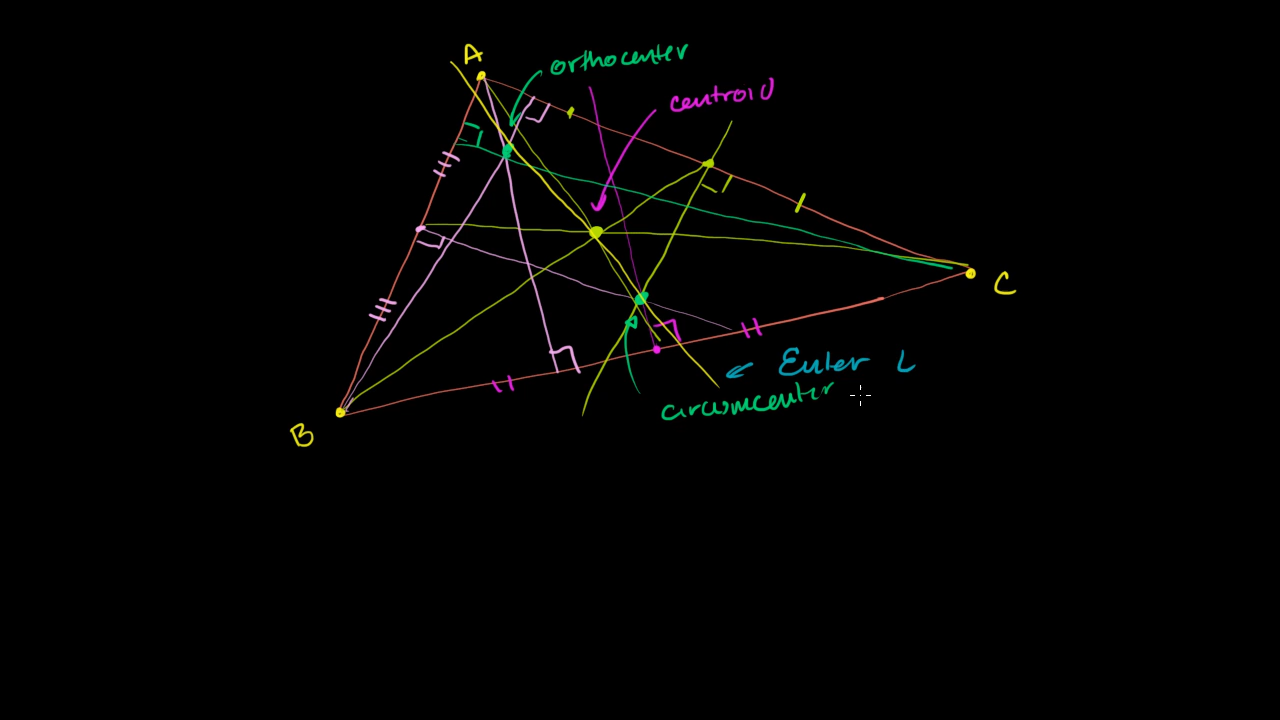 A
orthocenter
centroid
C
Euler L
circumcenter
B